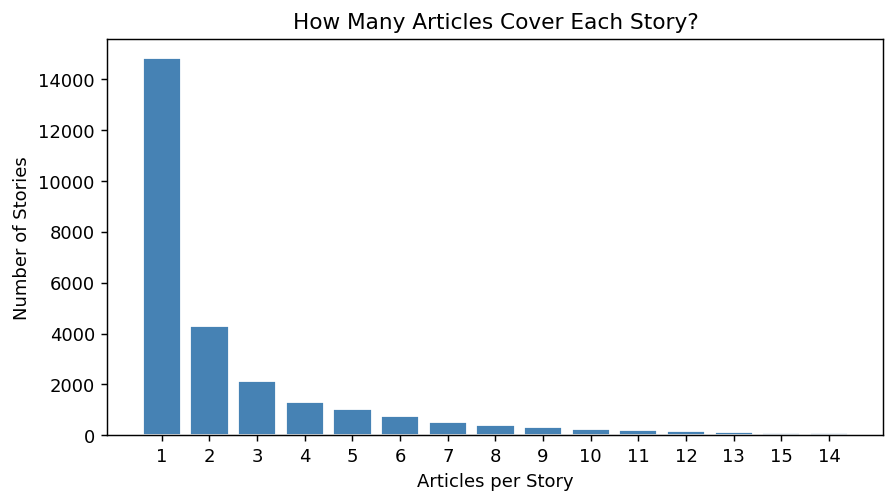 How Many Articles Cover Each Story?
Number of Stories
14000
12000
10000
8000
6000
4000
2000
0
1 2 3 4 5 6 7 8 9 10 11 12 13 15 14
Articles per Story